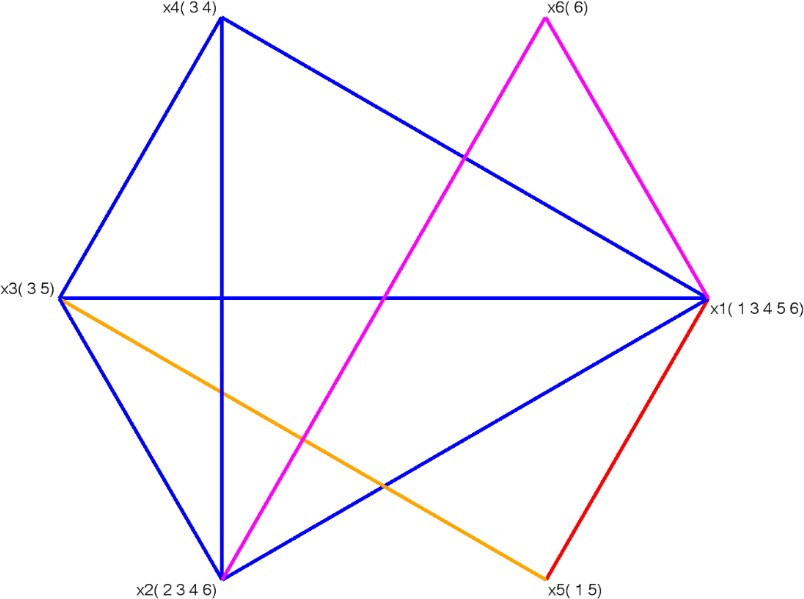 x4( 3 4)
x6( 6)
x3( 3 5)
x1( 1 3 4 5 6)
x2( 2 3 4 6)
x5( 1 5)